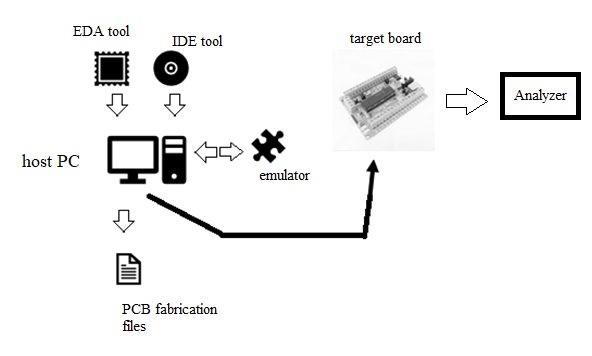 EDA tool
IDE tool
target board
Analyzer
host PC
emulator
PCB fabrication
files